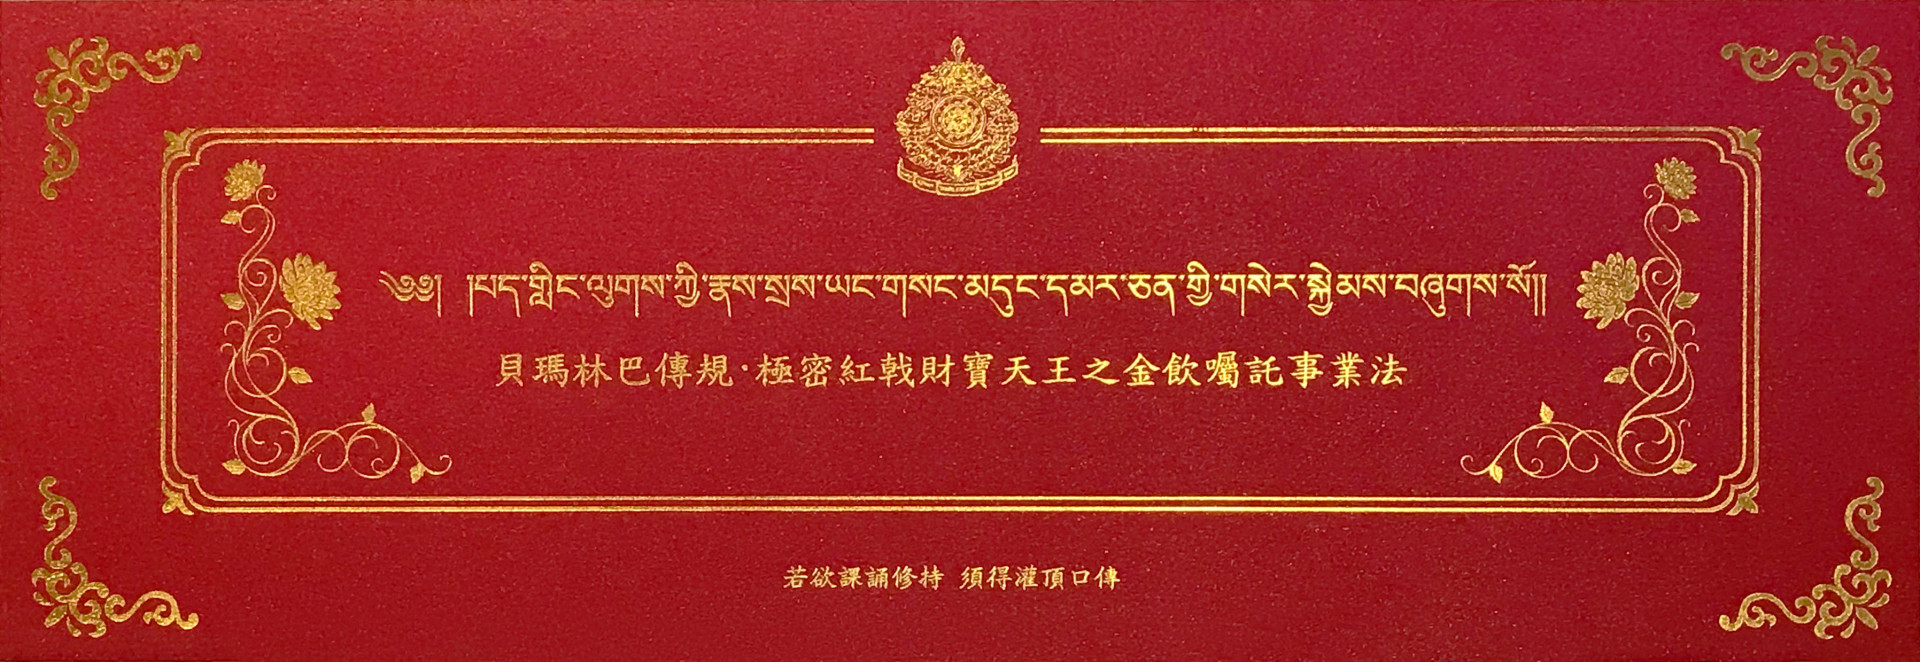 ༄༅། །པད་གླིང་ལུགས་ཀྱི་རྣམ་སྲས་ཡང་གསང་མདུང་དམར་ཅན་གྱི་གསེར་སྐྱེམས་བཞུགས་སོ།།
貝瑪林巴傳規·極密紅戟財寶天王之金飲囑託事業法
若欲課誦修持 須得灌頂口傳